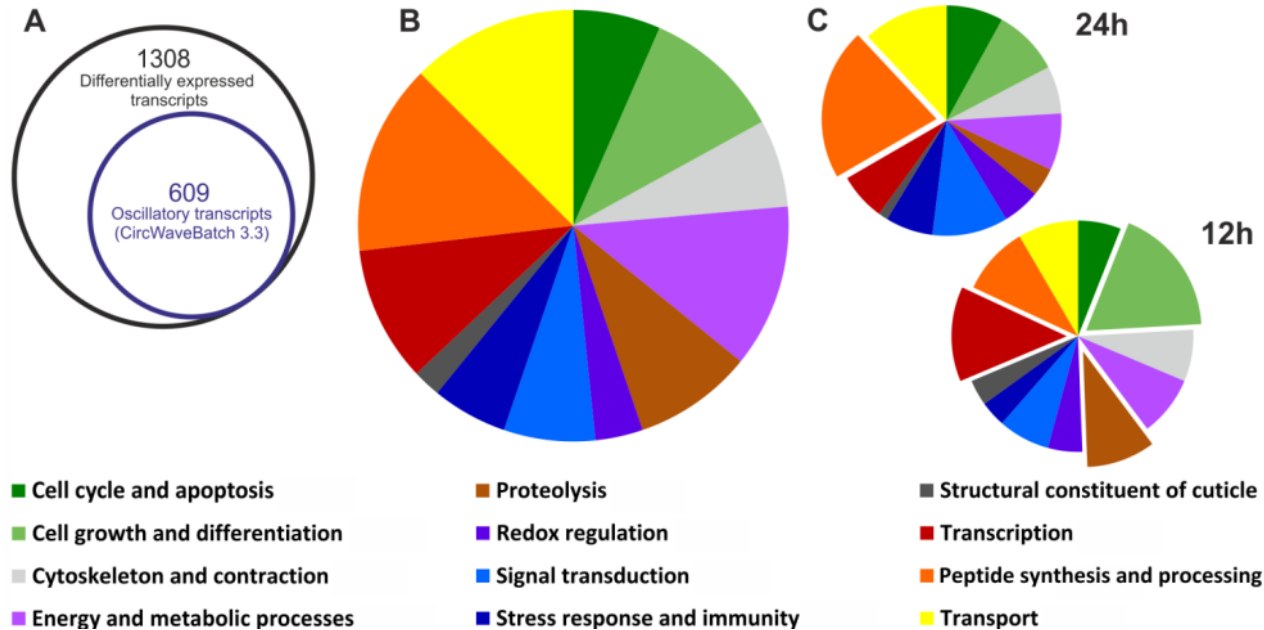 A
1308
Differentially expressed
transcripts
609
Oscillatory transcripts
(CircWaveBatch 3.3)
B
C
24h
12h
Cell cycle and apoptosis
Cell growth and differentiation
Cytoskeleton and contraction
Energy and metabolic processes
Proteolysis
Redox regulation
Signal transduction
Stress response and immunity
Structural constituent of cuticle
Transcription
Peptide synthesis and processing
Transport